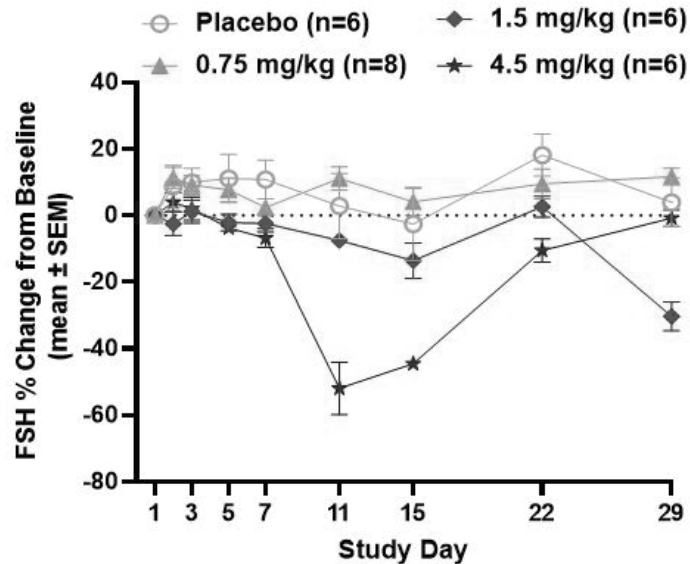 Placebo (n=6)
1.5 mg/kg (n=6)
0.75 mg/kg (n=8)
4.5 mg/kg (n=6)
FSH % Change from Baseline
(mean ± SEM)
40
20
0
-20
-40
-60
-80
1 3 5 7 11 15 22 29
Study Day